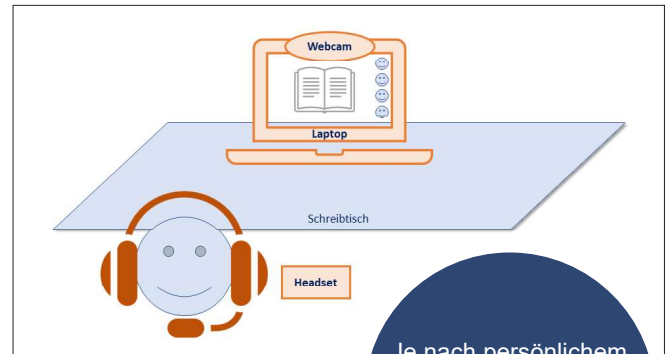 Webcam
Laptop
Schreibtisch
Headset
Je nach persönlichem